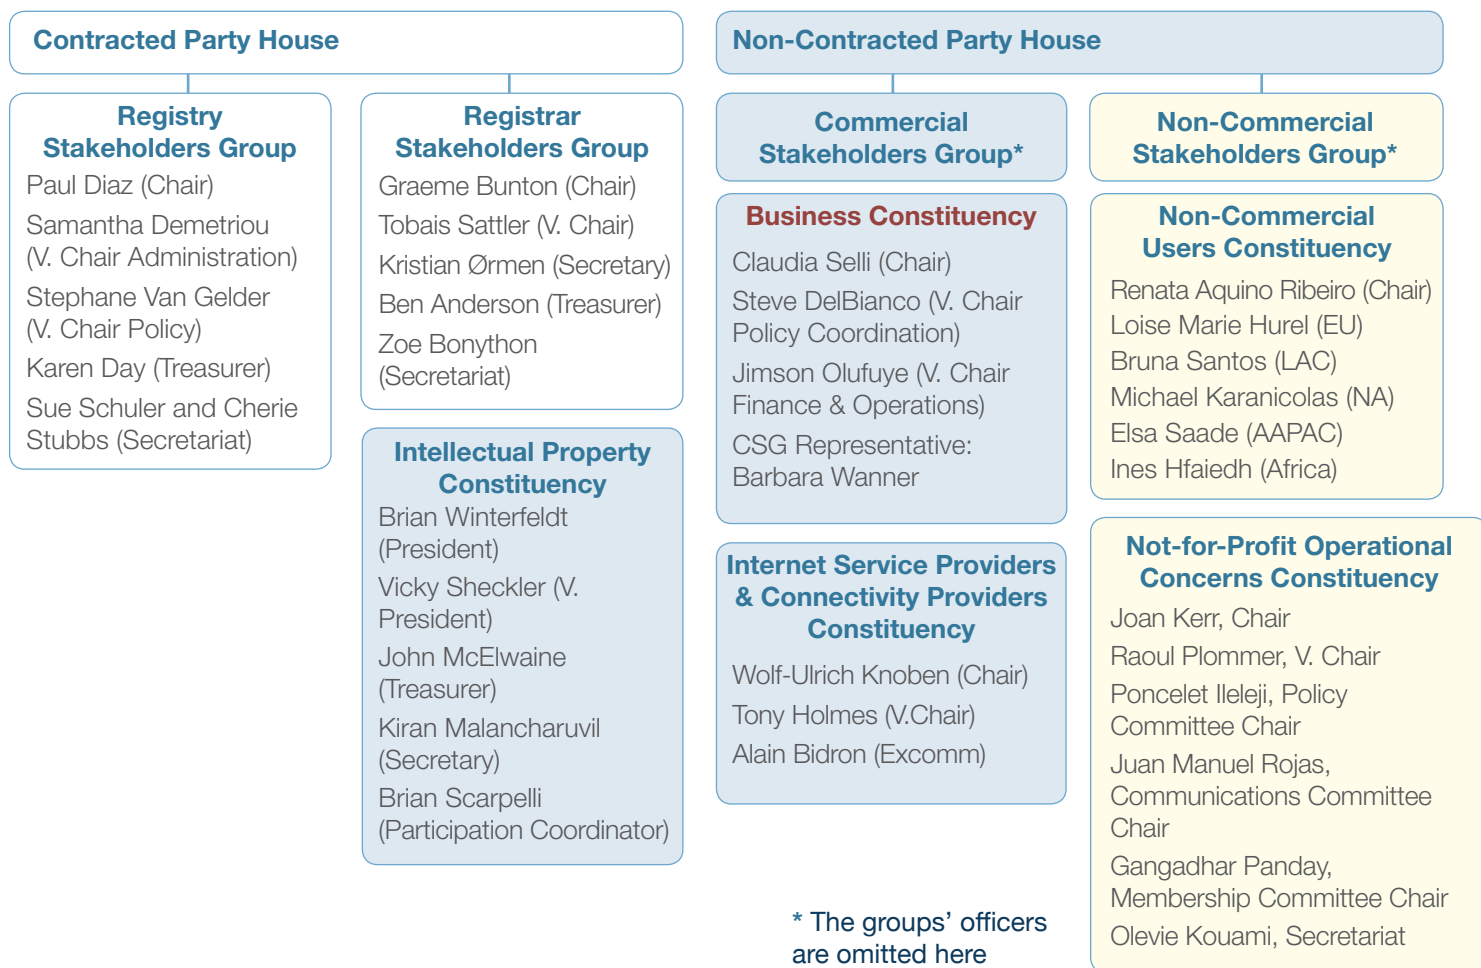 Contracted Party House
Registry
Stakeholders Group
Paul Diaz (Chair)
Samantha Demetriou
(V. Chair Administration)
Stephane Van Gelder
(V. Chair Policy)
Karen Day (Treasurer)
Sue Schuler and Cherie
Stubbs (Secretariat)
Registrar
Stakeholders Group
Graeme Bunton (Chair)
Tobais Sattler (V. Chair)
Kristian Ørmen (Secretary)
Ben Anderson (Treasurer)
Zoe Bonython
(Secretariat)
Intellectual Property
Constituency
Brian Winterfeldt
(President)
Vicky Sheckler (V.
President)
John McElwaine
(Treasurer)
Kiran Malancharuvil
(Secretary)
Brian Scarpelli
(Participation Coordinator)
Non-Contracted Party House
Commercial
Stakeholders Group*
Business Constituency
Claudia Selli (Chair)
Steve DelBianco (V. Chair
Policy Coordination)
Jimson Olufuye (V. Chair
Finance & Operations)
CSG Representative:
Barbara Wanner
Internet Service Providers
& Connectivity Providers
Constituency
Wolf-Ulrich Knoben (Chair)
Tony Holmes (V.Chair)
Alain Bidron (Excomm)
Non-Commercial
Stakeholders Group*
Non-Commercial
Users Constituency
Renata Aquino Ribeiro (Chair)
Loise Marie Hurel (EU)
Bruna Santos (LAC)
Michael Karanicolas (NA)
Elsa Saade (AAPAC)
Ines Hfaiedh (Africa)
Not-for-Profit Operational
Concerns Constituency
Joan Kerr, Chair
Raoul Plommer, V. Chair
Poncelet Ileleji, Policy
Committee Chair
Juan Manuel Rojas,
Communications Committee
Chair
Gangadhar Panday,
Membership Committee Chair
Olevie Kouami, Secretariat
* The groups’ officers
are omitted here